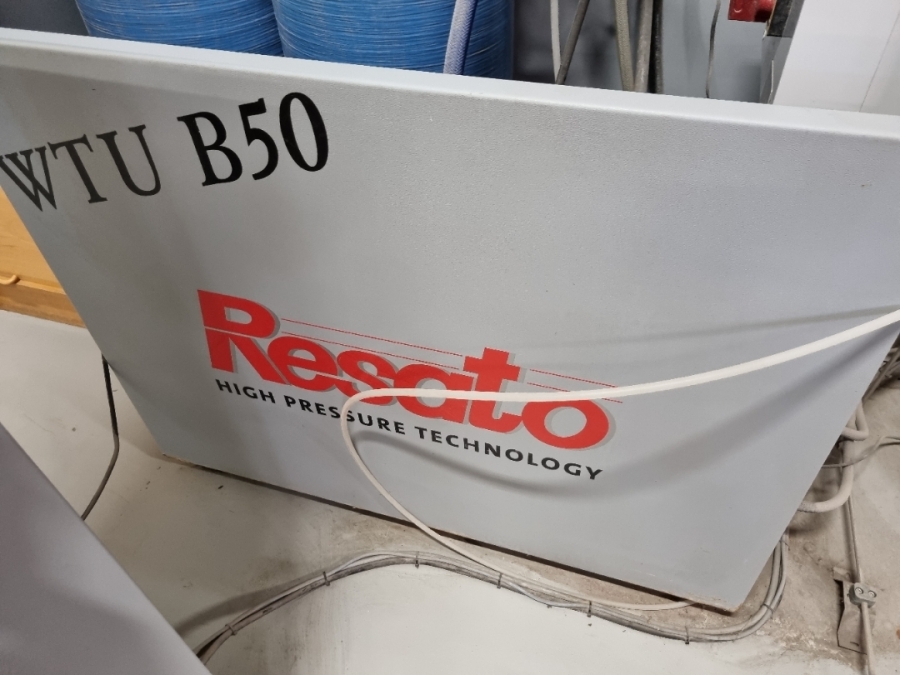 WTU B50
Resato
HIGH PRESSURE TECHNOLOGY